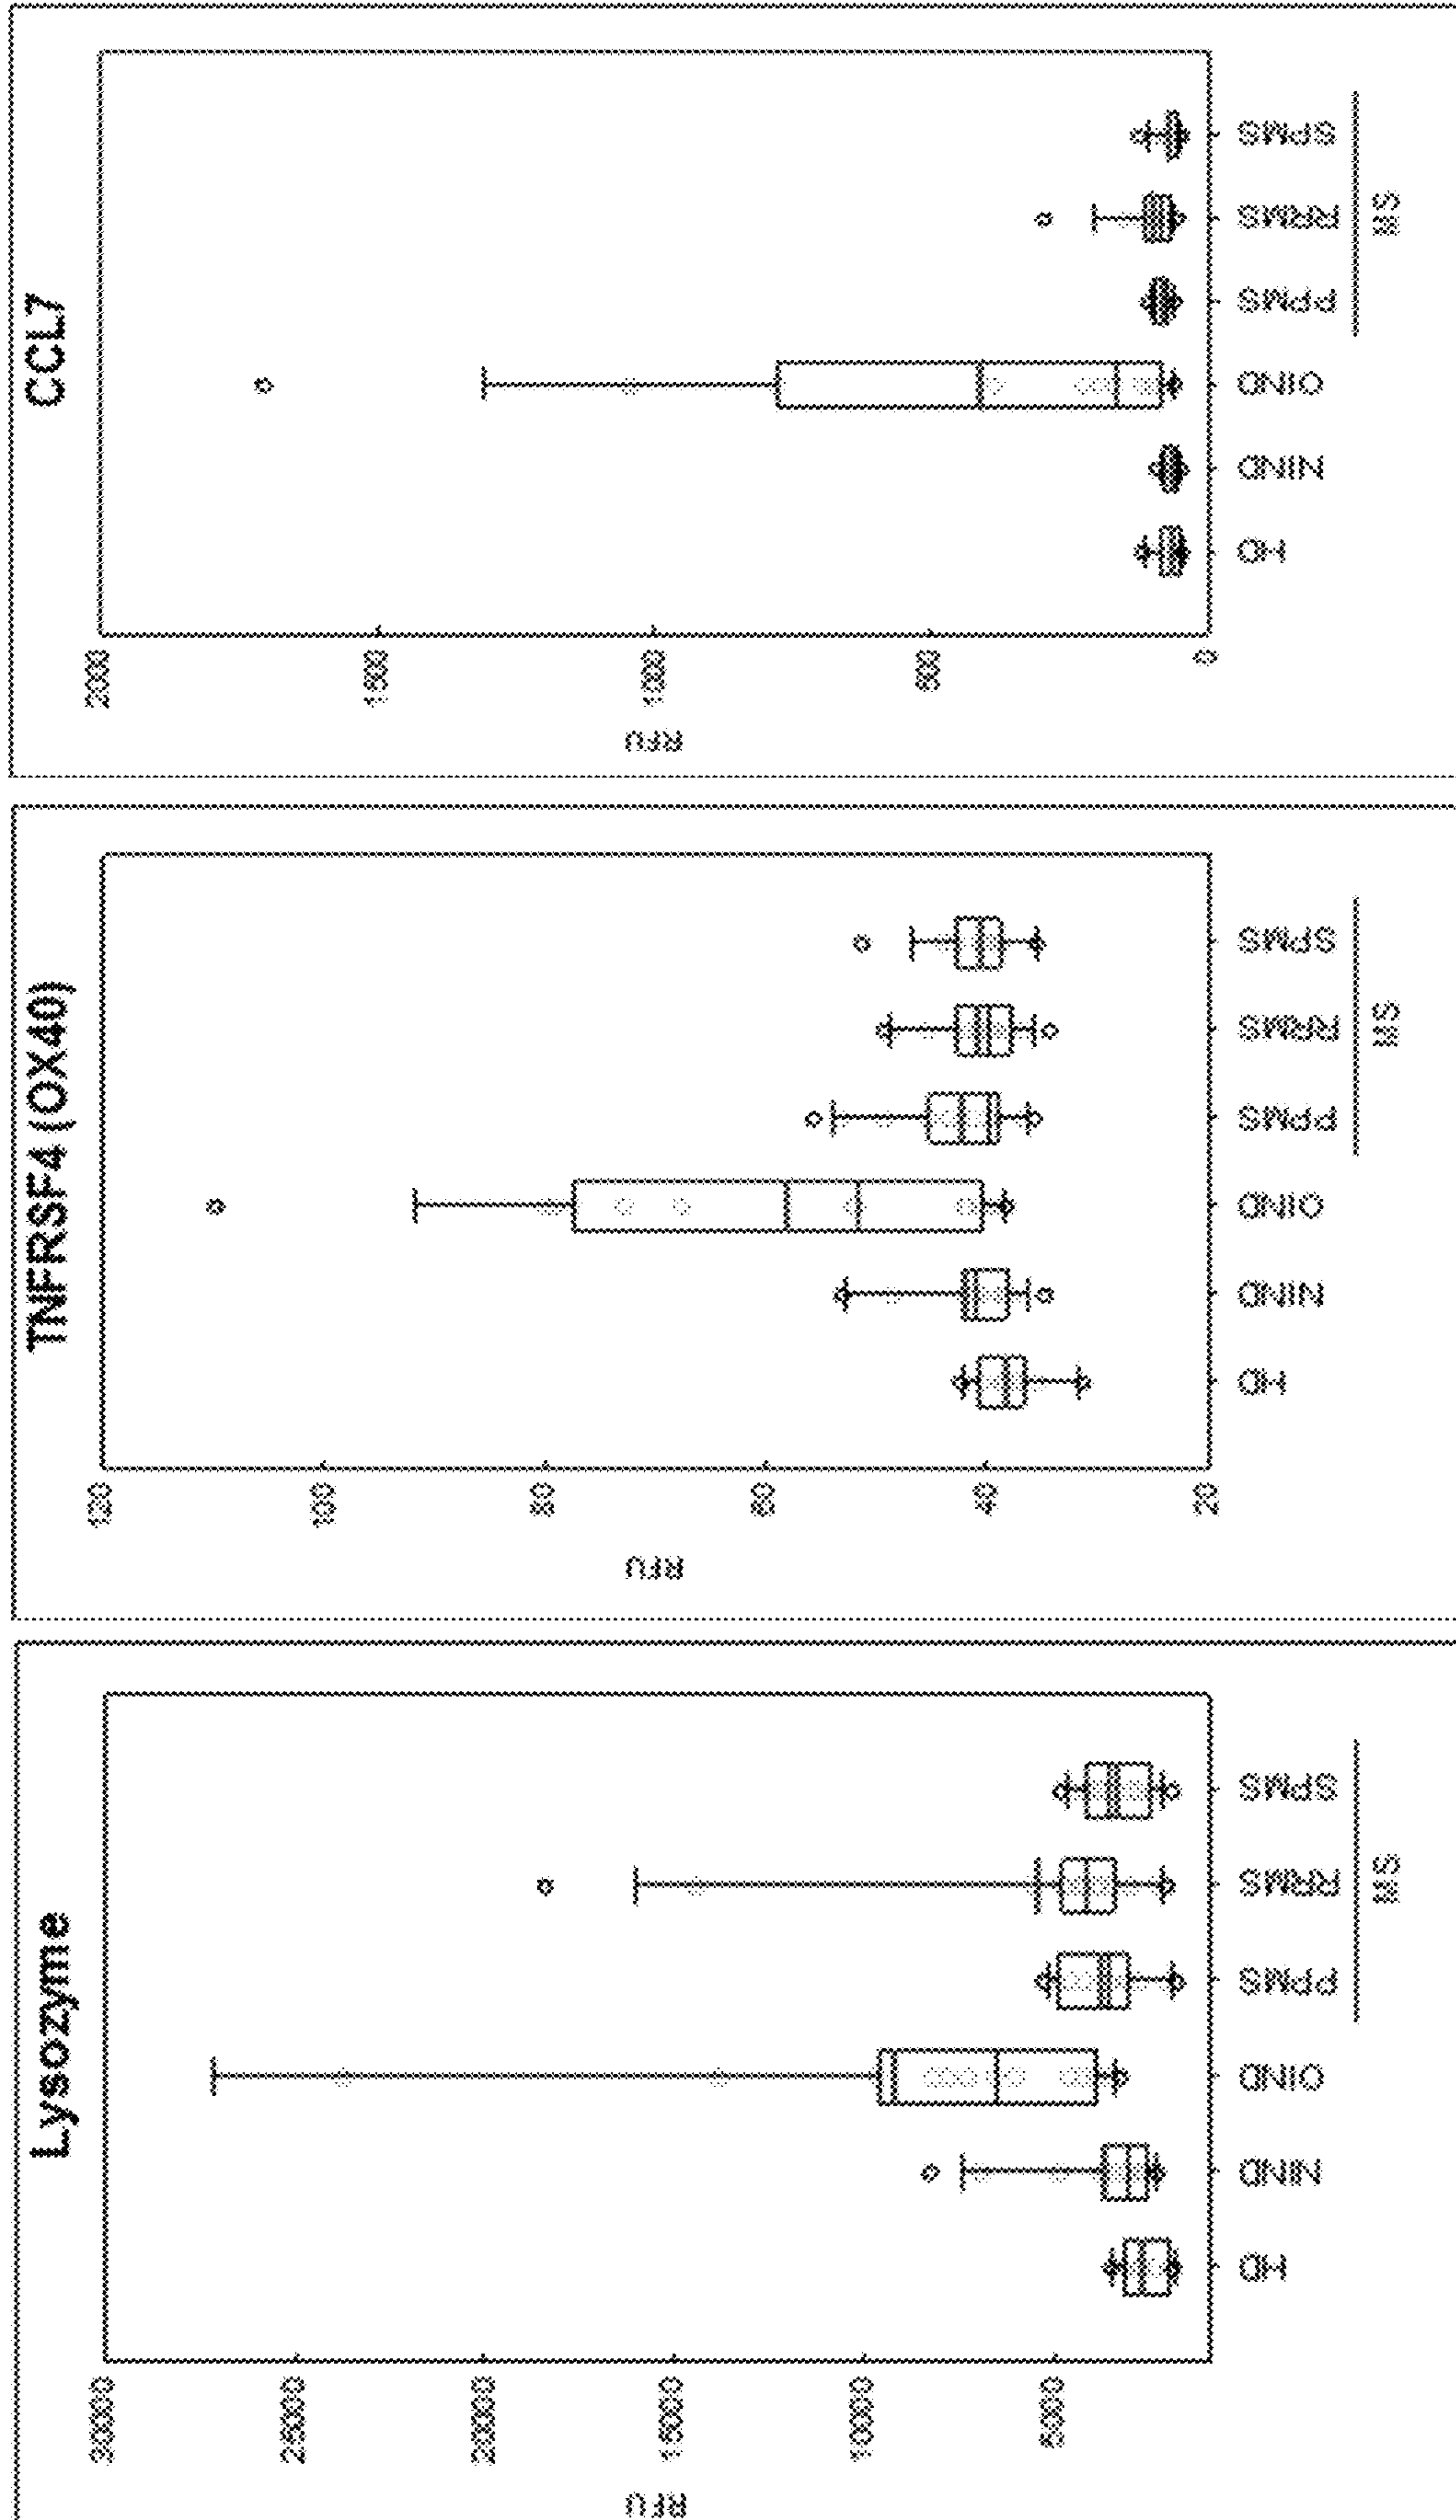 Lysozyme
30000
25000
20000
15000
10000
5000
RFU
HD
NIND
OIND
PPMS
RRMS
SPMS
MS
TNFRSF4 (OX40)
120
100
80
60
40
20
RFU
HD
NIND
OIND
PPMS
RRMS
SPMS
MS
CCL7
2000
1500
1000
500
0
RFU
HD
NIND
OIND
PPMS
RRMS
SPMS
MS